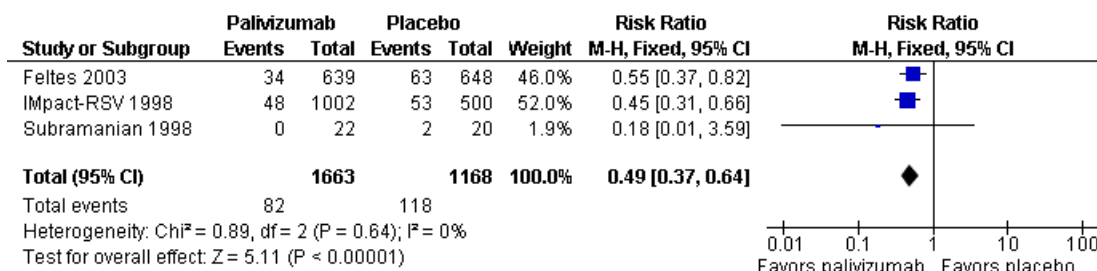 Palivizumab Placebo Risk Ratio Risk Ratio
Study or Subgroup Events Total Events Total Weight M-H, Fixed, 95% CI M-H, Fixed, 95% CI
Feltes 2003 34 639 63 648 46.0% 0.55 [0.37, 0.82]
IMpact-RSV 1998 48 1002 53 500 52.0% 0.45 [0.31, 0.66]
Subramanian 1998 0 22 2 20 1.9% 0.18 [0.01, 3.59]
Total (95% CI) 1663 1168 100.0% 0.49 [0.37, 0.64]
Total events 82 118
Heterogeneity: Chi² = 0.89, df = 2 (P = 0.64); I² = 0%
Test for overall effect: Z = 5.11 (P < 0.00001)
0.01 0.1 1 10 100
Favors palivizumab Favors placebo